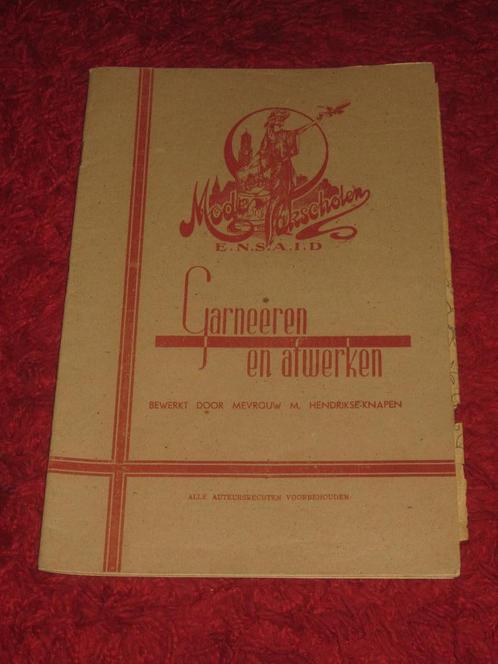 Mode Vakscholen
E.N.S.A.I.D
Garneeren
en afwerken
BEWERKT DOOR MEVROUW M. HENDRIKSE-KNAPEN
ALLE AUTEURSRECHTEN VOORBEHOUDEN